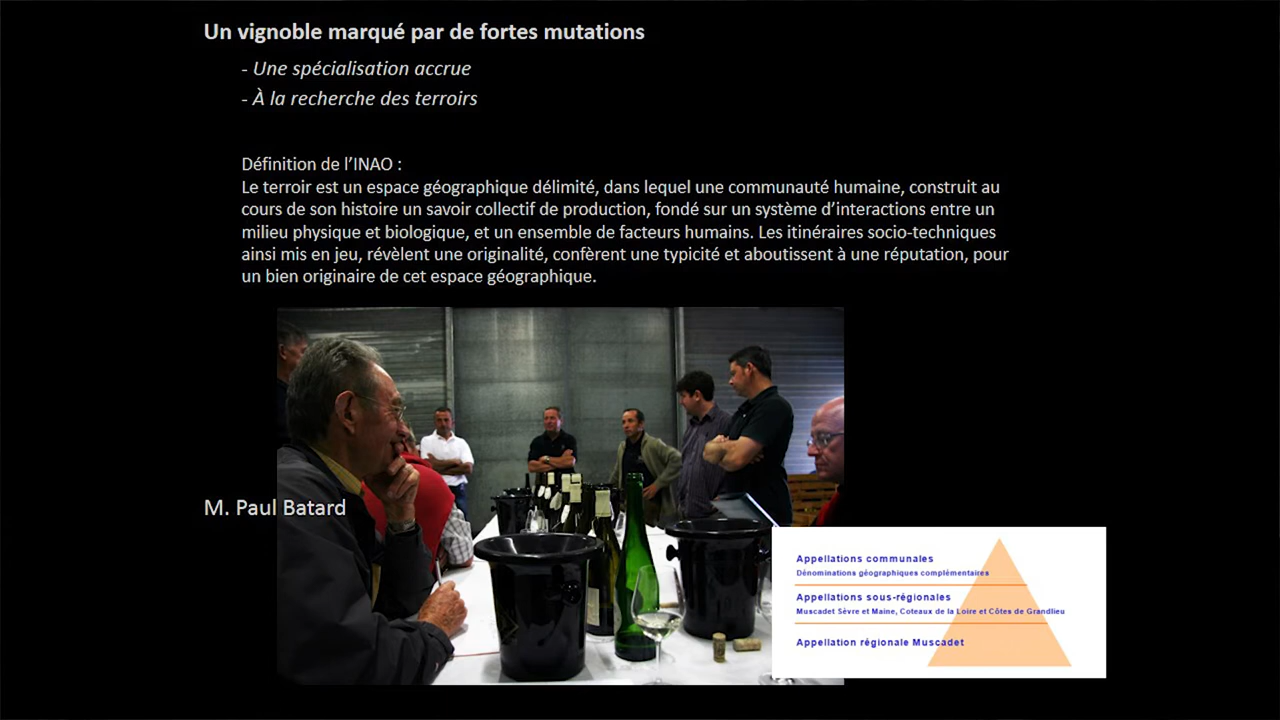 Un vignoble marqué par de fortes mutations
- Une spécialisation accrue
- À la recherche des terroirs
Définition de l'INAO :
Le terroir est un espace géographique délimité, dans lequel une communauté humaine, construit au
cours de son histoire un savoir collectif de production, fondé sur un système d'interactions entre un
milieu physique et biologique, et un ensemble de facteurs humains. Les itinéraires socio-techniques
ainsi mis en jeu, révèlent une originalité, confèrent une typicité et aboutissent à une réputation, pour
un bien originaire de cet espace géographique.
M. Paul Batard
Appellations communales
Dénominations géographiques complémentaires
Appellations sous-régionales
Muscadet Sèvre et Maine, Coteaux de la Loire et Côtes de Grandlieu
Appellation régionale Muscadet